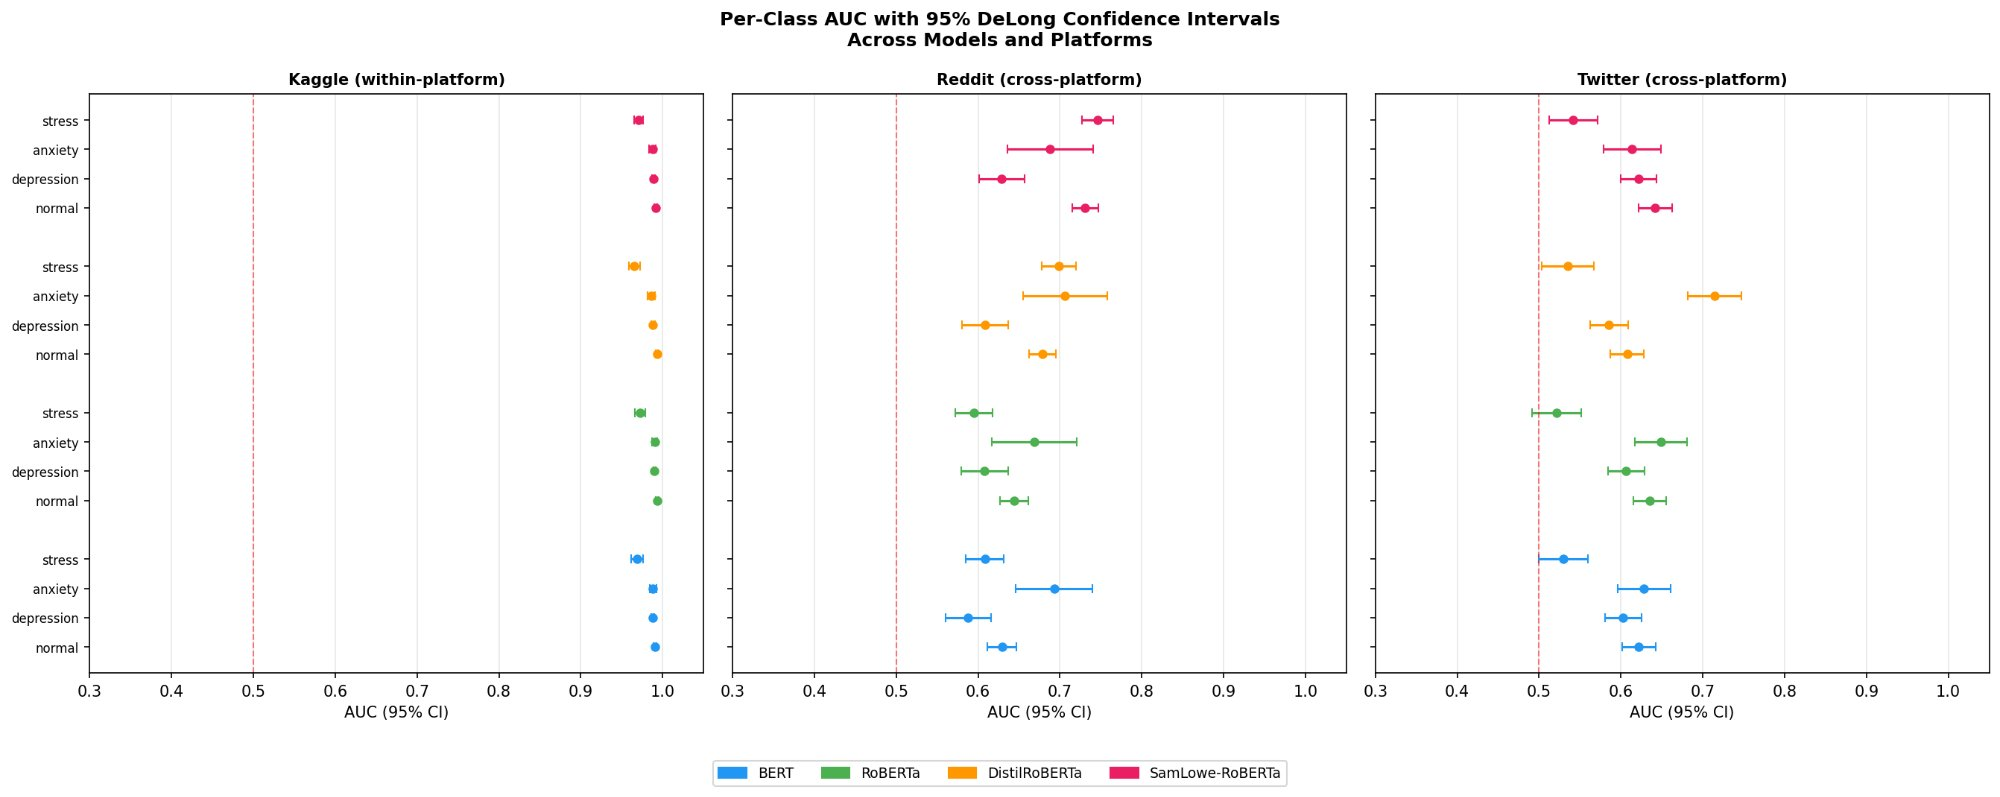 Per-Class AUC with 95% DeLong Confidence Intervals
Across Models and Platforms
Kaggle (within-platform)
Reddit (cross-platform)
Twitter (cross-platform)
stress
anxiety
depression
normal
stress
anxiety
depression
normal
stress
anxiety
depression
normal
stress
anxiety
depression
normal
0.3 0.4 0.5 0.6 0.7 0.8 0.9 1.0
0.3 0.4 0.5 0.6 0.7 0.8 0.9 1.0
0.3 0.4 0.5 0.6 0.7 0.8 0.9 1.0
AUC (95% CI)
AUC (95% CI)
AUC (95% CI)
BERT RoBERTa DistilRoBERTa SamLowe-RoBERTa